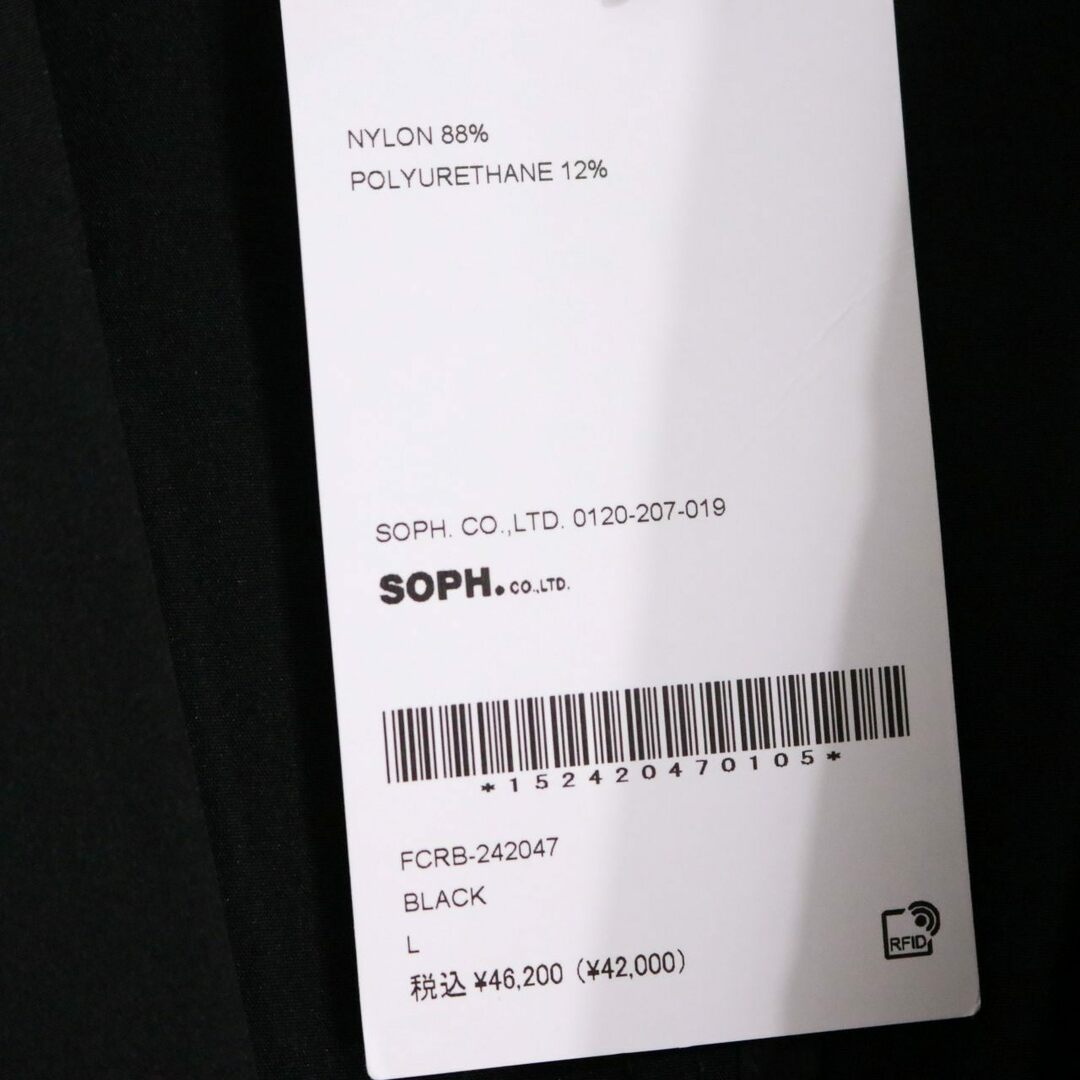 NYLON 88%
POLYURETHANE 12%
SOPH. CO.,LTD. 0120-207-019
SOPH. CO.,LTD.
*152420470105*
FCRB-242047
BLACK
L
RFID
税込 ¥46,200 (¥42,000)